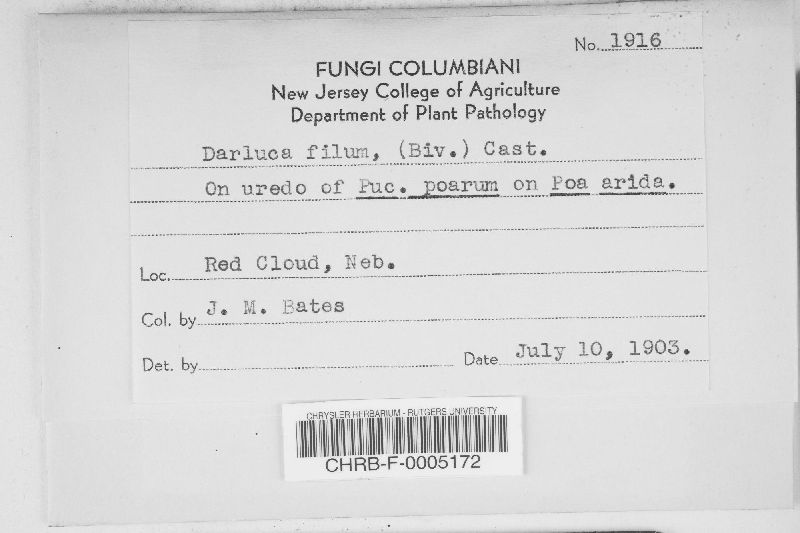 No. 1916
FUNGI COLUMBIANI
New Jersey College of Agriculture
Department of Plant Pathology
Darluca filum, (Biv.) Cast.
On uredo of Puc. poarum on Poa arida.
Loc. Red Cloud, Neb.
Col. by J. M. Bates
Det. by
Date July 10, 1903.
CHRYSLER HERBARIUM - RUTGERS UNIVERSITY
CHRB-F-0005172